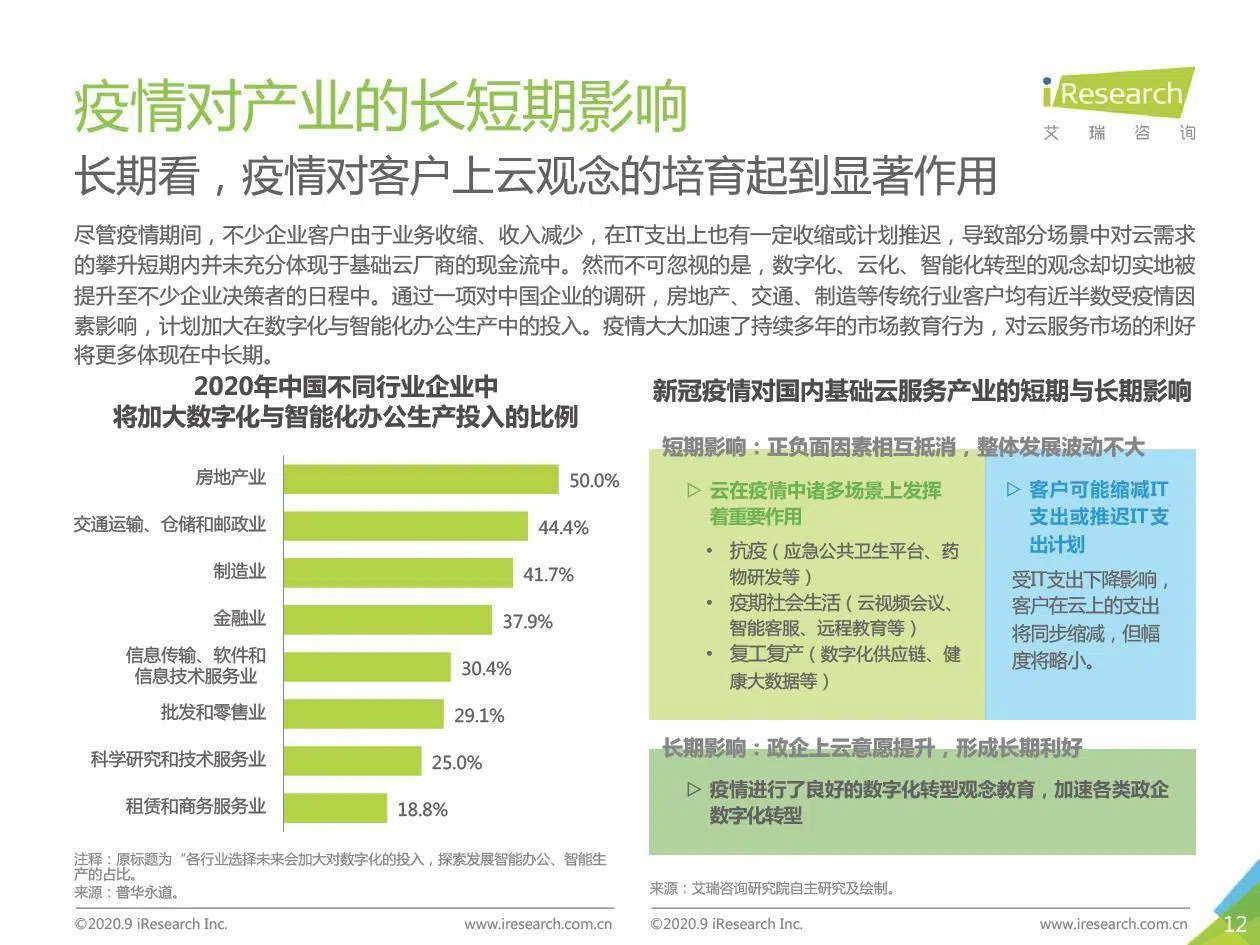 疫情对产业的长短期影响
iResearch
艾瑞咨询
长期看，疫情对客户上云观念的培育起到显著作用
尽管疫情期间，不少企业客户由于业务收缩、收入减少，在IT支出上也有一定收缩或计划推迟，导致部分场景中对云需求
的攀升短期内并未充分体现于基础云厂商的现金流中。然而不可忽视的是，数字化、云化、智能化转型的观念却切实地被
提升至不少企业决策者的日程中。通过一项对中国企业的调研，房地产、交通、制造等传统行业客户均有近半数受疫情因
素影响，计划加大在数字化与智能化办公生产中的投入。疫情大大加速了持续多年的市场教育行为，对云服务市场的利好
将更多体现在中长期。
2020年中国不同行业企业中
将加大数字化与智能化办公生产投入的比例
房地产业 50.0%
交通运输、仓储和邮政业 44.4%
制造业 41.7%
金融业 37.9%
信息传输、软件和
信息技术服务业 30.4%
批发和零售业 29.1%
科学研究和技术服务业 25.0%
租赁和商务服务业 18.8%
注释：原标题为“各行业选择未来会加大对数字化的投入，探索发展智能办公、智能生
产的占比。
来源：普华永道。
新冠疫情对国内基础云服务产业的短期与长期影响
短期影响：正负面因素相互抵消，整体发展波动不大
▷ 云在疫情中诸多场景上发挥
着重要作用
• 抗疫（应急公共卫生平台、药
物研发等）
• 疫期社会生活（云视频会议、
智能客服、远程教育等）
• 复工复产（数字化供应链、健
康大数据等）
▷ 客户可能缩减IT
支出或推迟IT支
出计划
受IT支出下降影响，
客户在云上的支出
将同步缩减，但幅
度将略小。
长期影响：政企上云意愿提升，形成长期利好
▷ 疫情进行了良好的数字化转型观念教育，加速各类政企
数字化转型
来源：艾瑞咨询研究院自主研究及绘制。
©2020.9 iResearch Inc. www.iresearch.com.cn
©2020.9 iResearch Inc. www.iresearch.com.cn
12